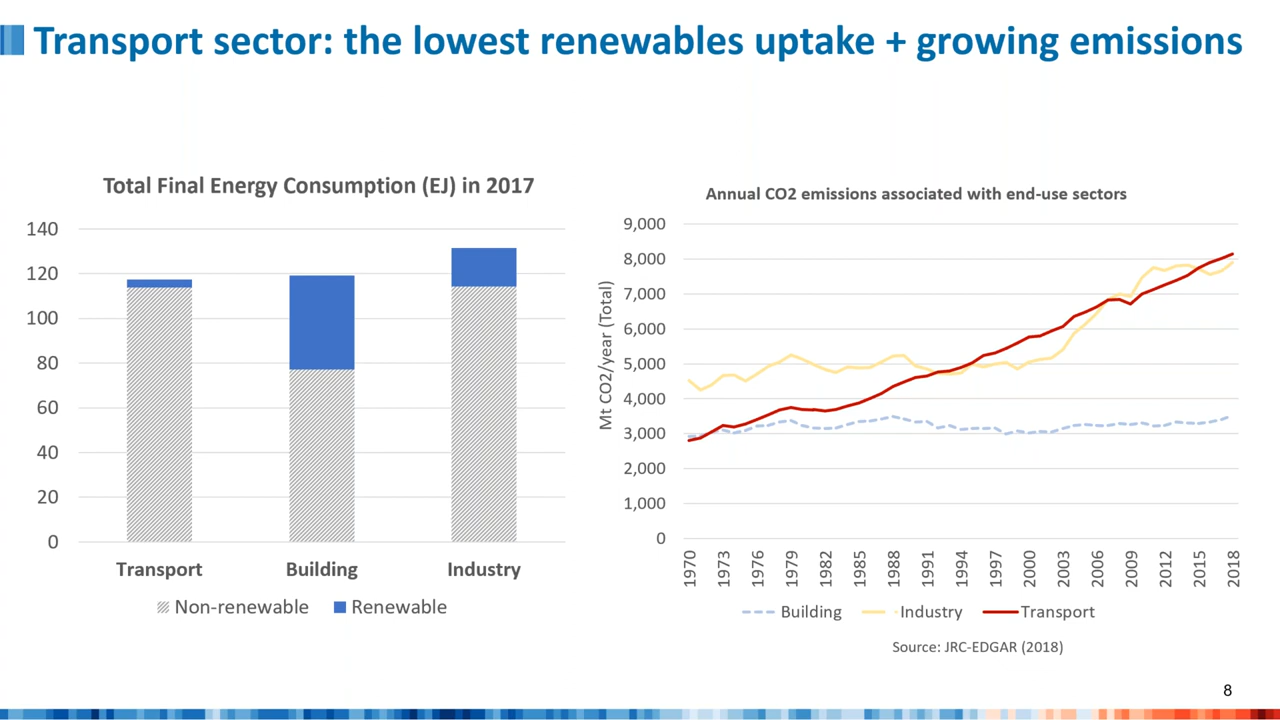 Transport sector: the lowest renewables uptake + growing emissions
Total Final Energy Consumption (EJ) in 2017
140
120
100
80
60
40
20
0
Transport
Building
Industry
Non-renewable
Renewable
Annual CO2 emissions associated with end-use sectors
Mt CO2/year (Total)
9,000
8,000
7,000
6,000
5,000
4,000
3,000
2,000
1,000
0
1970
1973
1976
1979
1982
1985
1988
1991
1994
1997
2000
2003
2006
2009
2012
2015
2018
Building
Industry
Transport
Source: JRC-EDGAR (2018)
8